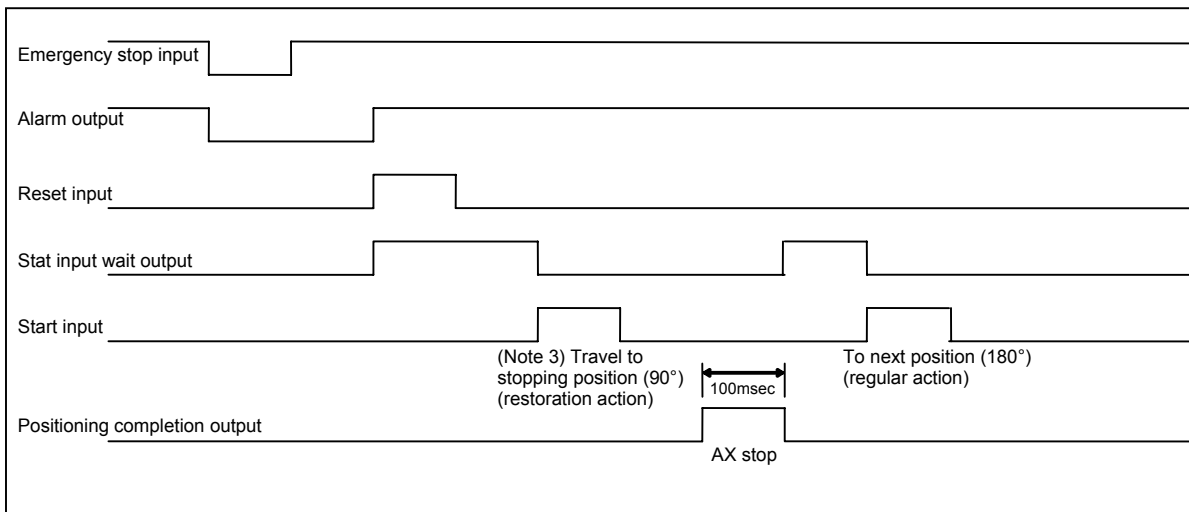 Emergency stop input
Alarm output
Reset input
Stat input wait output
Start input
(Note 3) Travel to
stopping position (90°)
(restoration action)
To next position (180°)
(regular action)
100msec
Positioning completion output
AX stop